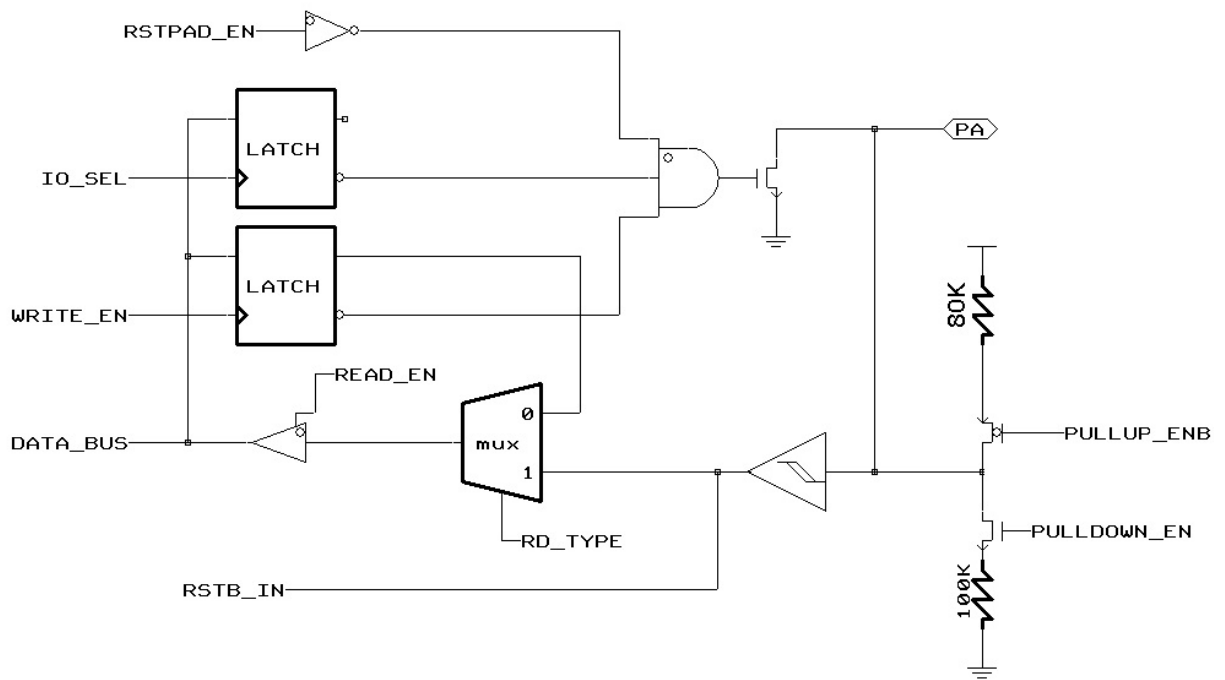 RSTPAD_EN
PA
LATCH
IO_SEL
LATCH
WRITE_EN
80K
READ_EN
0
PULLUP_ENB
DATA_BUS
mux
1
PULLDOWN_EN
RD_TYPE
RSTB_IN
100K